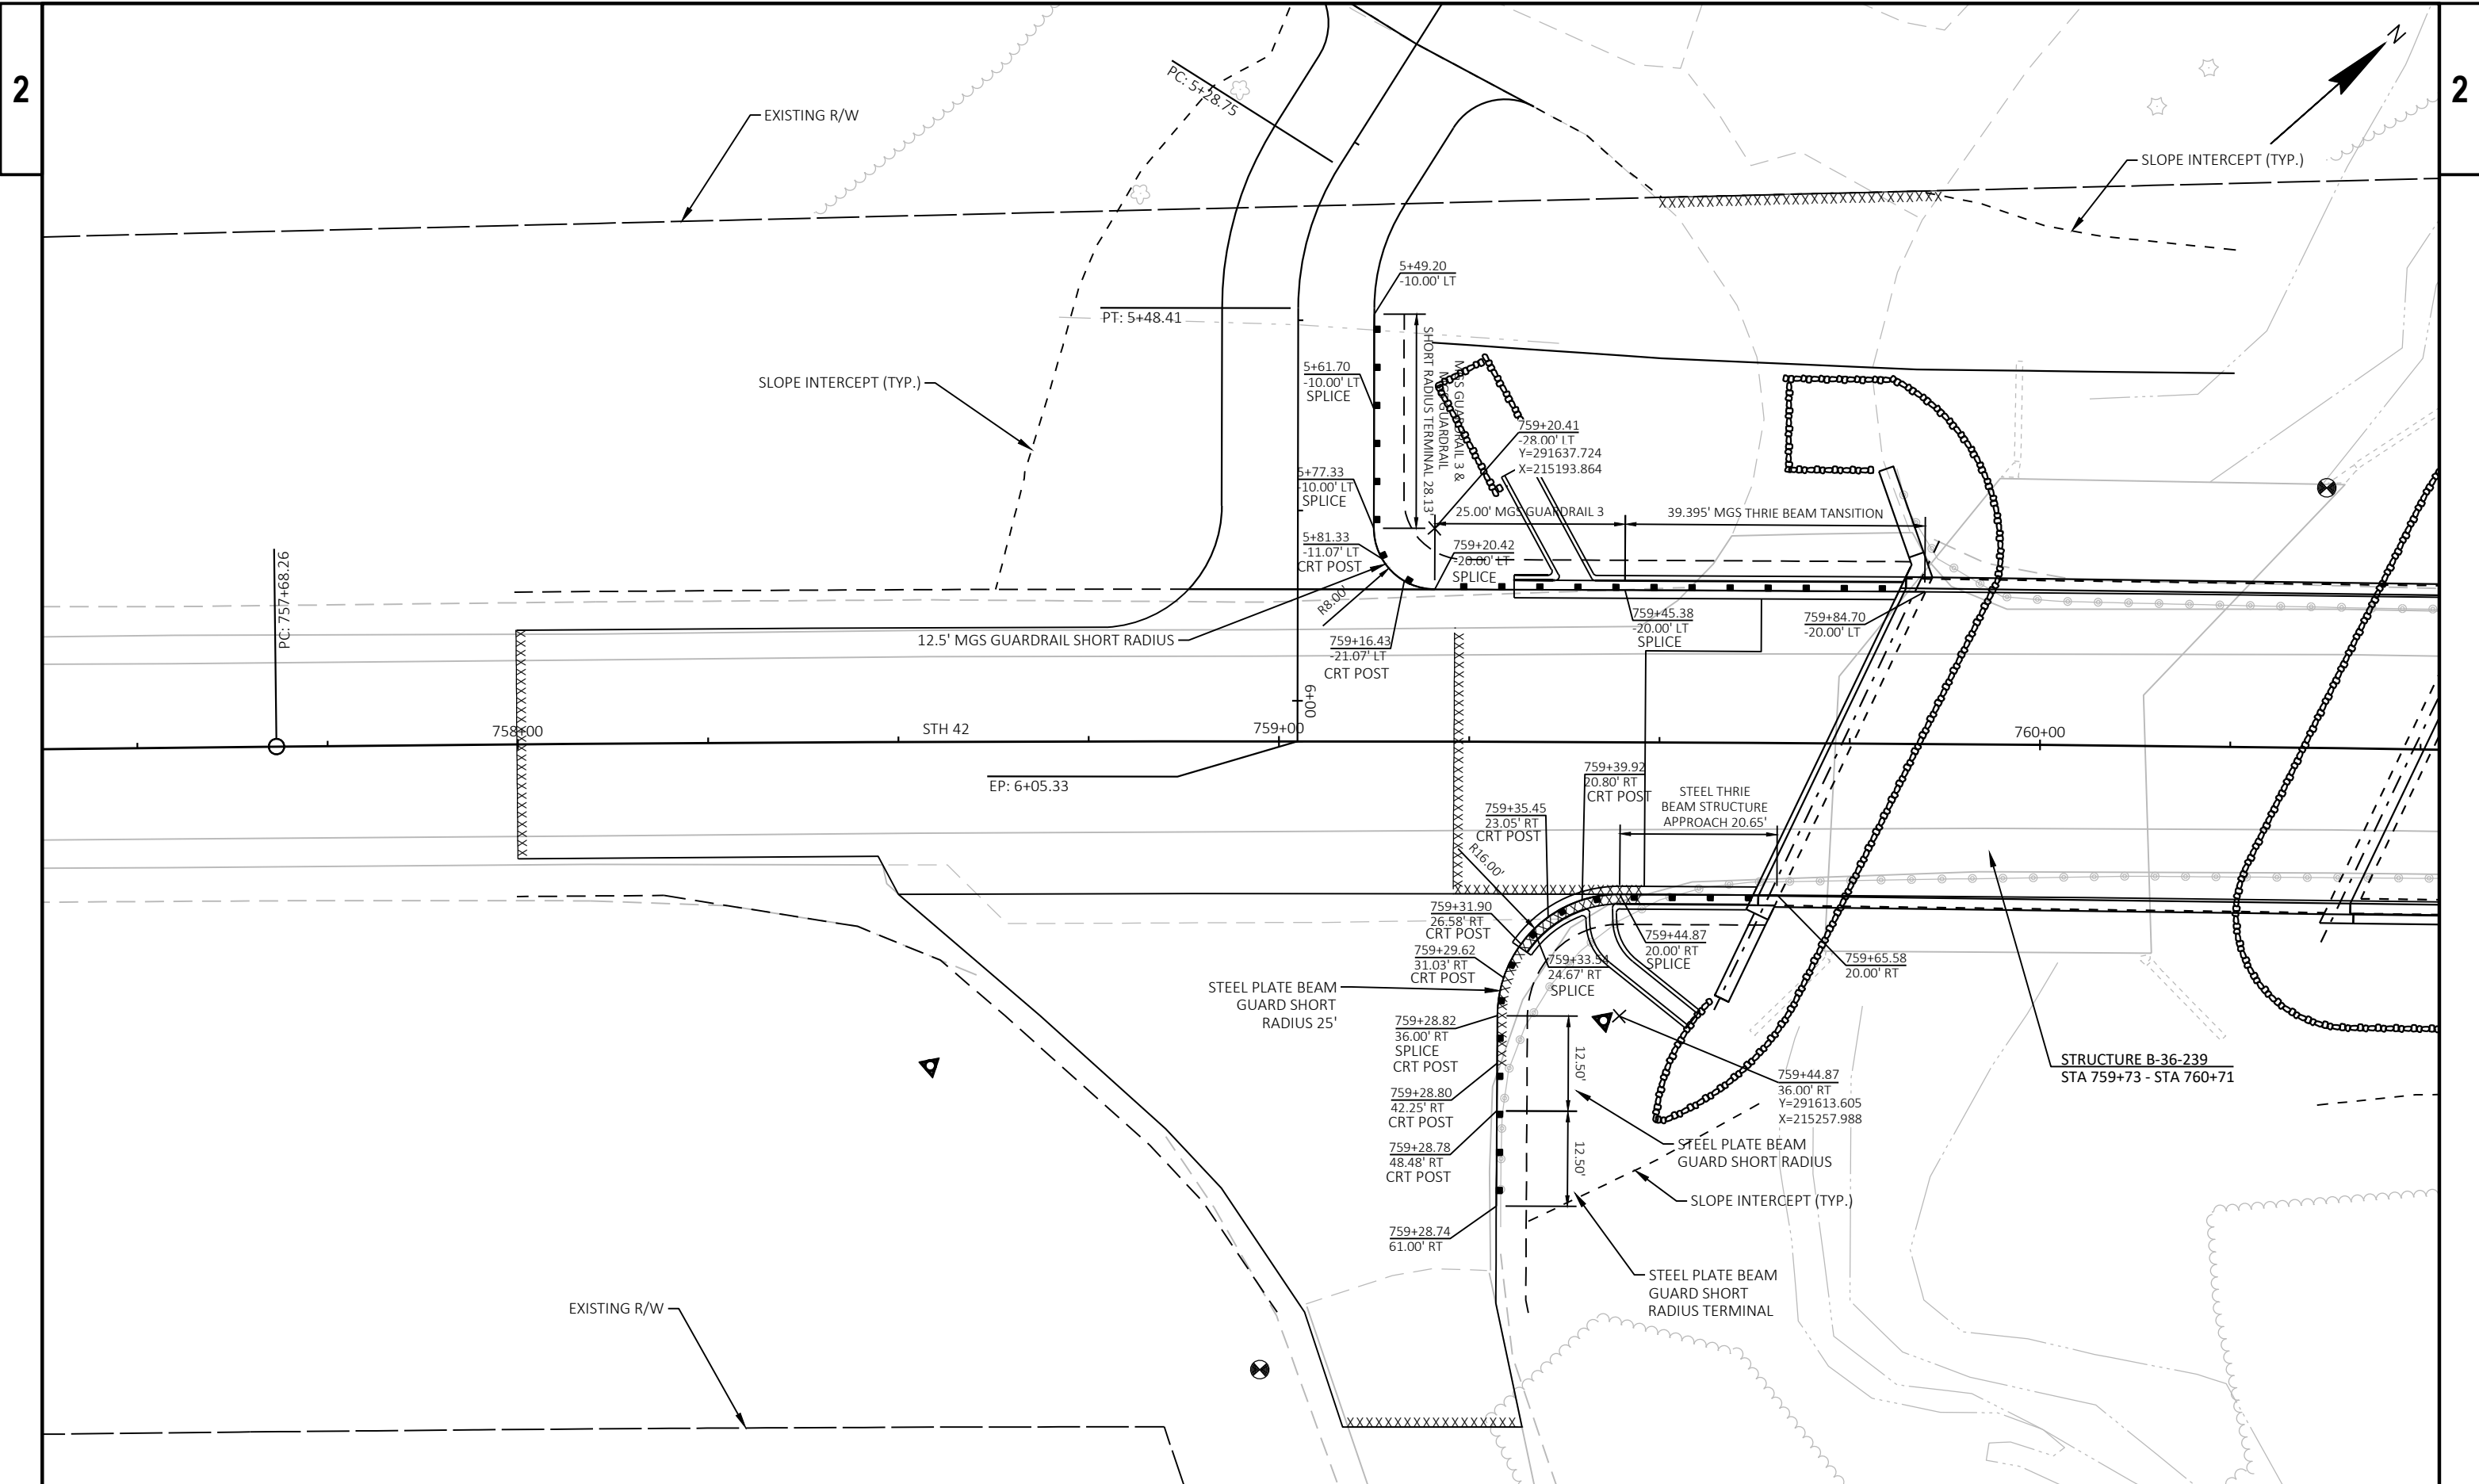 2
2
N
EXISTING R/W
PC: 5+28.75
SLOPE INTERCEPT (TYP.)
5+49.20
-10.00' LT
PT: 5+48.41
SLOPE INTERCEPT (TYP.)
5+61.70
-10.00' LT
SPLICE
SHORT RADIUS TERMINAL 28.13'
MGS GUARDRAIL
MGS GUARDRAIL 3 &
759+20.41
-28.00' LT
Y=291637.724
X=215193.864
5+77.33
-10.00' LT
SPLICE
25.00' MGS GUARDRAIL 3
39.395' MGS THRIE BEAM TANSITION
5+81.33
-11.07' LT
CRT POST
759+20.42
-20.00' LT
SPLICE
PC: 757+68.26
R8.00'
12.5' MGS GUARDRAIL SHORT RADIUS
759+16.43
-21.07' LT
CRT POST
759+45.38
-20.00' LT
SPLICE
759+84.70
-20.00' LT
6+00
758+00
STH 42
759+00
760+00
EP: 6+05.33
759+39.92
20.80' RT
CRT POST
STEEL THRIE
BEAM STRUCTURE
APPROACH 20.65'
759+35.45
23.05' RT
CRT POST
R16.00'
759+31.90
26.58' RT
CRT POST
759+29.62
31.03' RT
CRT POST
759+44.87
20.00' RT
SPLICE
759+33.54
24.67' RT
SPLICE
759+65.58
20.00' RT
STEEL PLATE BEAM
GUARD SHORT
RADIUS 25'
759+28.82
36.00' RT
SPLICE
CRT POST
12.50'
759+28.80
42.25' RT
CRT POST
759+44.87
36.00' RT
Y=291613.605
X=215257.988
STRUCTURE B-36-239
STA 759+73 - STA 760+71
759+28.78
48.48' RT
CRT POST
12.50'
STEEL PLATE BEAM
GUARD SHORT RADIUS
SLOPE INTERCEPT (TYP.)
759+28.74
61.00' RT
STEEL PLATE BEAM
GUARD SHORT
RADIUS TERMINAL
EXISTING R/W